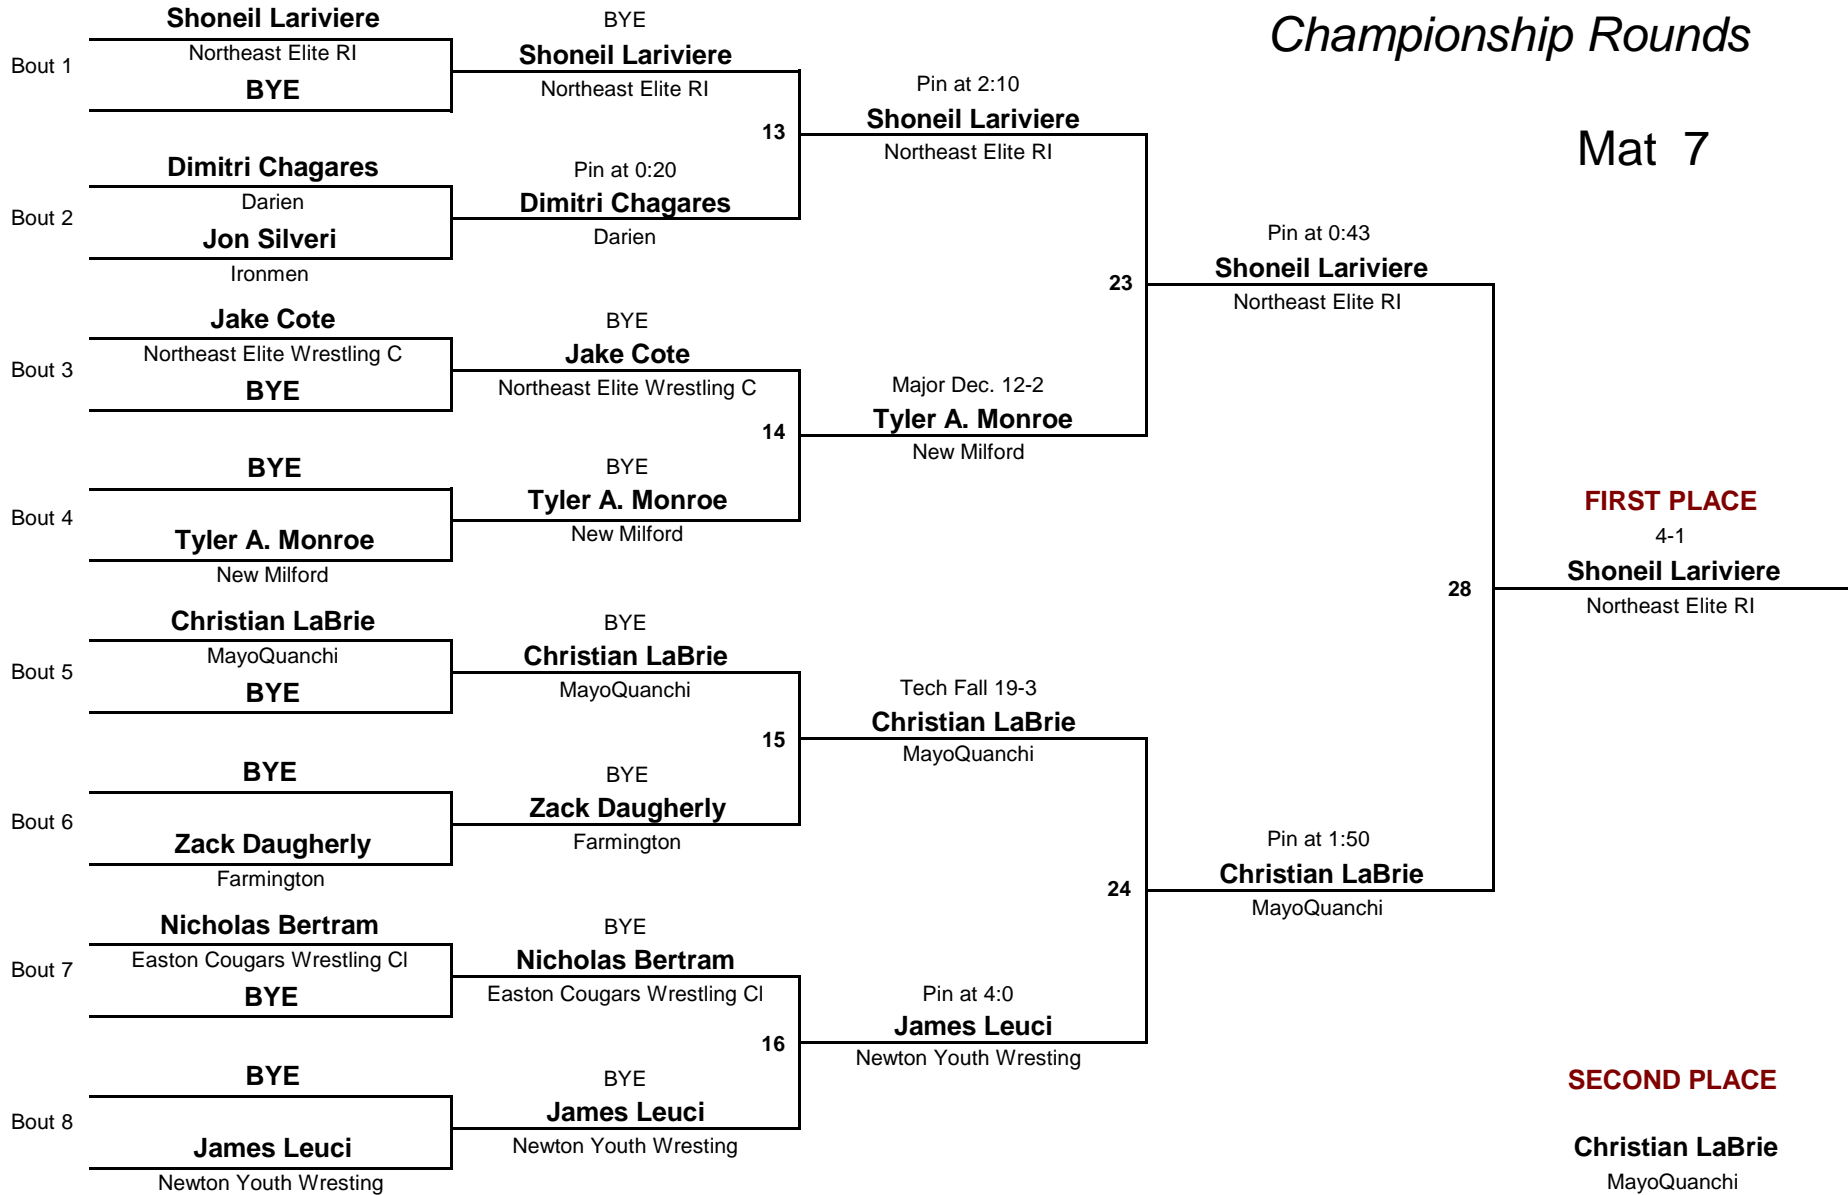 Championship Rounds
Mat 7
Bout 1
Shoneil Lariviere
Northeast Elite RI
BYE
Bout 2
Dimitri Chagares
Darien
Jon Silveri
Ironmen
Bout 3
Jake Cote
Northeast Elite Wrestling C
BYE
Bout 4
BYE
Tyler A. Monroe
New Milford
Bout 5
Christian LaBrie
MayoQuanchi
BYE
Bout 6
BYE
Zack Daugherly
Farmington
Bout 7
Nicholas Bertram
Easton Cougars Wrestling Cl
BYE
Bout 8
BYE
James Leuci
Newton Youth Wresting
BYE
Shoneil Lariviere
Northeast Elite RI
13
Pin at 0:20
Dimitri Chagares
Darien
BYE
Jake Cote
Northeast Elite Wrestling C
14
BYE
Tyler A. Monroe
New Milford
BYE
Christian LaBrie
MayoQuanchi
15
BYE
Zack Daugherly
Farmington
BYE
Nicholas Bertram
Easton Cougars Wrestling Cl
16
BYE
James Leuci
Newton Youth Wresting
Pin at 2:10
Shoneil Lariviere
Northeast Elite RI
23
Major Dec. 12-2
Tyler A. Monroe
New Milford
Tech Fall 19-3
Christian LaBrie
MayoQuanchi
24
Pin at 4:0
James Leuci
Newton Youth Wresting
Pin at 0:43
Shoneil Lariviere
Northeast Elite RI
28
Pin at 1:50
Christian LaBrie
MayoQuanchi
FIRST PLACE
4-1
Shoneil Lariviere
Northeast Elite RI
SECOND PLACE
Christian LaBrie
MayoQuanchi